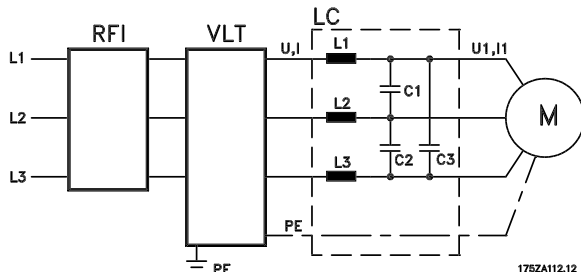 RFI VLT LC
L1 U,I L1 U1,I1
C1
L2 L2 M
C2 C3
L3 L3
PE
PE
175ZA112.12